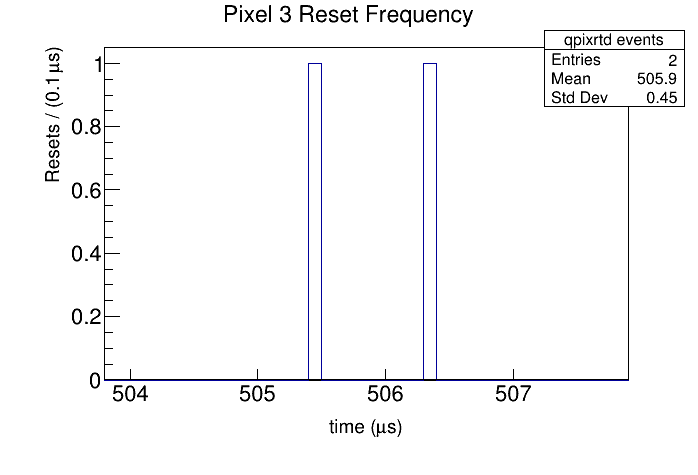 Pixel 3 Reset Frequency
qpixrtd events
Entries 2
Mean 505.9
Std Dev 0.45
Resets / (0.1 μs)
1
0.8
0.6
0.4
0.2
0
504 505 506 507
time (μs)